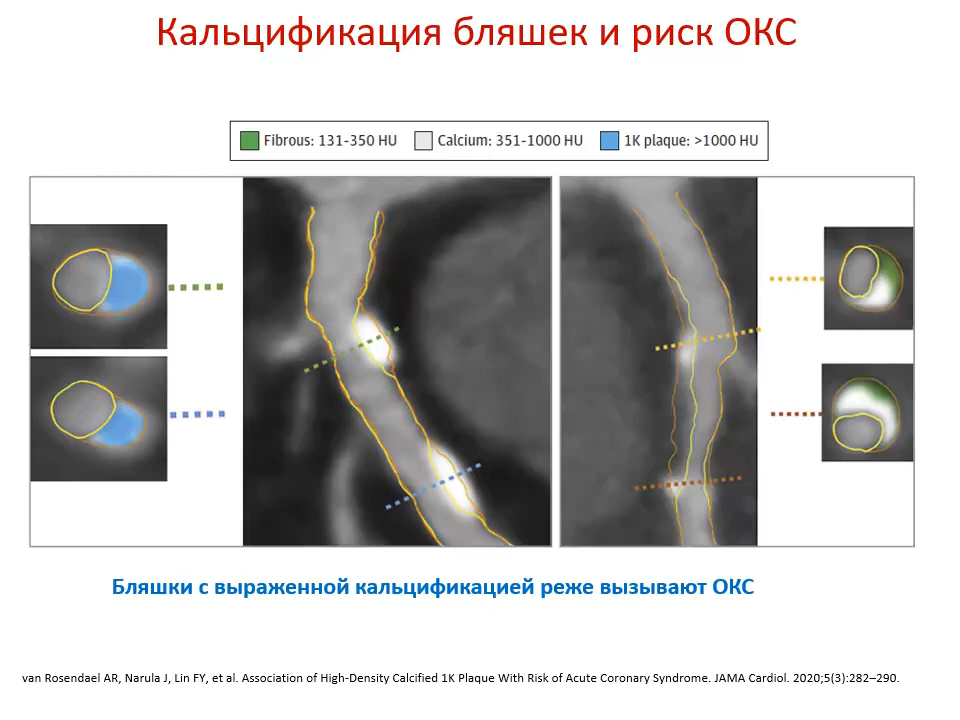 Кальцификация бляшек и риск ОКС
Fibrous: 131-350 HU Calcium: 351-1000 HU 1K plaque: >1000 HU
Бляшки с выраженной кальцификацией реже вызывают ОКС
van Rosendael AR, Narula J, Lin FY, et al. Association of High-Density Calcified 1K Plaque With Risk of Acute Coronary Syndrome. JAMA Cardiol. 2020;5(3):282–290.